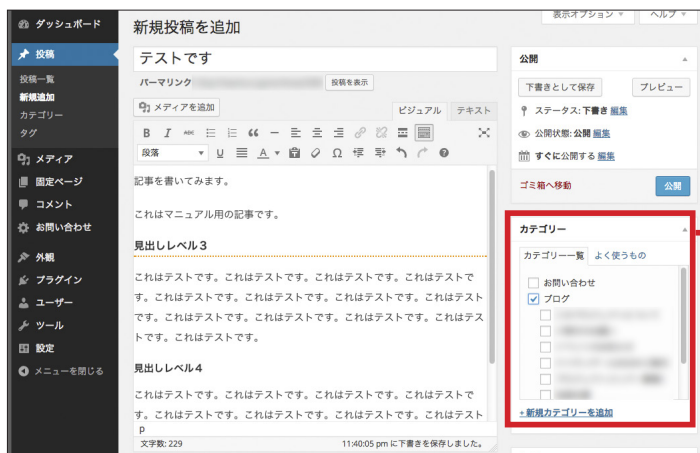 ダッシュボード
投稿
投稿一覧
新規追加
カテゴリー
タグ
メディア
固定ページ
コメント
お問い合わせ
外観
プラグイン
ユーザー
ツール
設定
メニューを閉じる
表示オプション ▼ ヘルプ ▼
新規投稿を追加
テストです
パーマリンク
投稿を表示
メディアを追加
ビジュアル テキスト
B I ABC
段落
U A Ω
記事を書いてみます。
これはマニュアル用の記事です。
見出しレベル3
これはテストです。これはテストです。これはテストです。これはテストで
す。これはテストです。これはテストです。これはテストです。これはテスト
です。これはテストです。これはテストです。これはテストです。これはテス
トです。これはテストです。
見出しレベル4
これはテストです。これはテストです。これはテストです。これはテストで
す。これはテストです。これはテストです。これはテストです。これはテスト
p
文字数: 229 11:40:05 pm に下書きを保存しました。
公開
下書きとして保存 プレビュー
ステータス: 下書き 編集
公開状態: 公開 編集
すぐに公開する 編集
ゴミ箱へ移動 公開
カテゴリー
カテゴリー一覧 よく使うもの
お問い合わせ
ブログ
+ 新規カテゴリーを追加